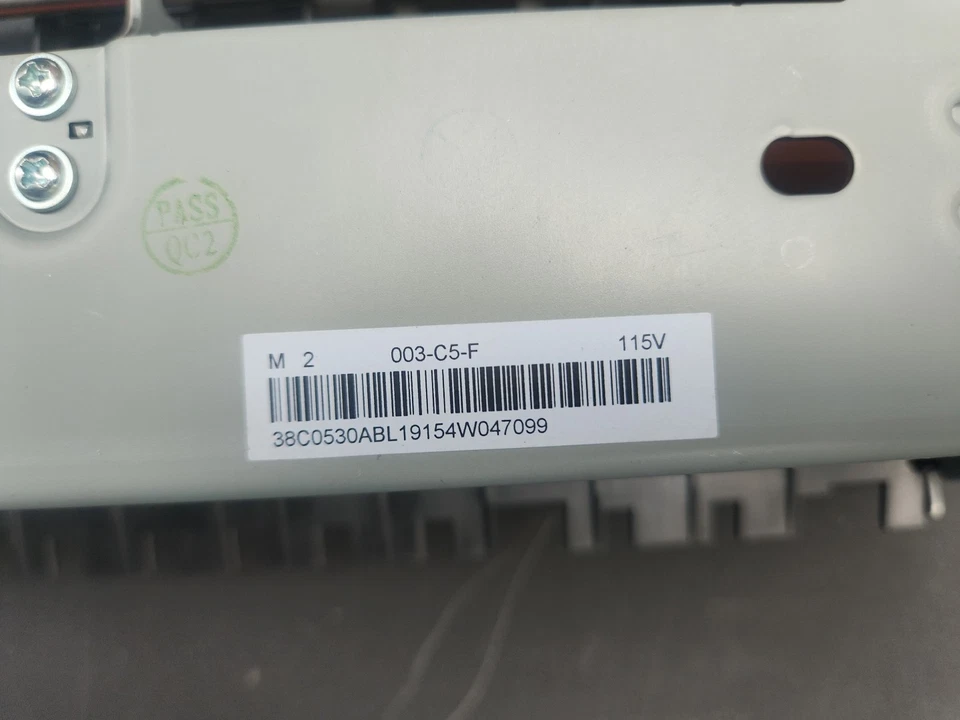 PASS
QC2
M 2 003-C5-F 115V
38C0530ABL19154W047099